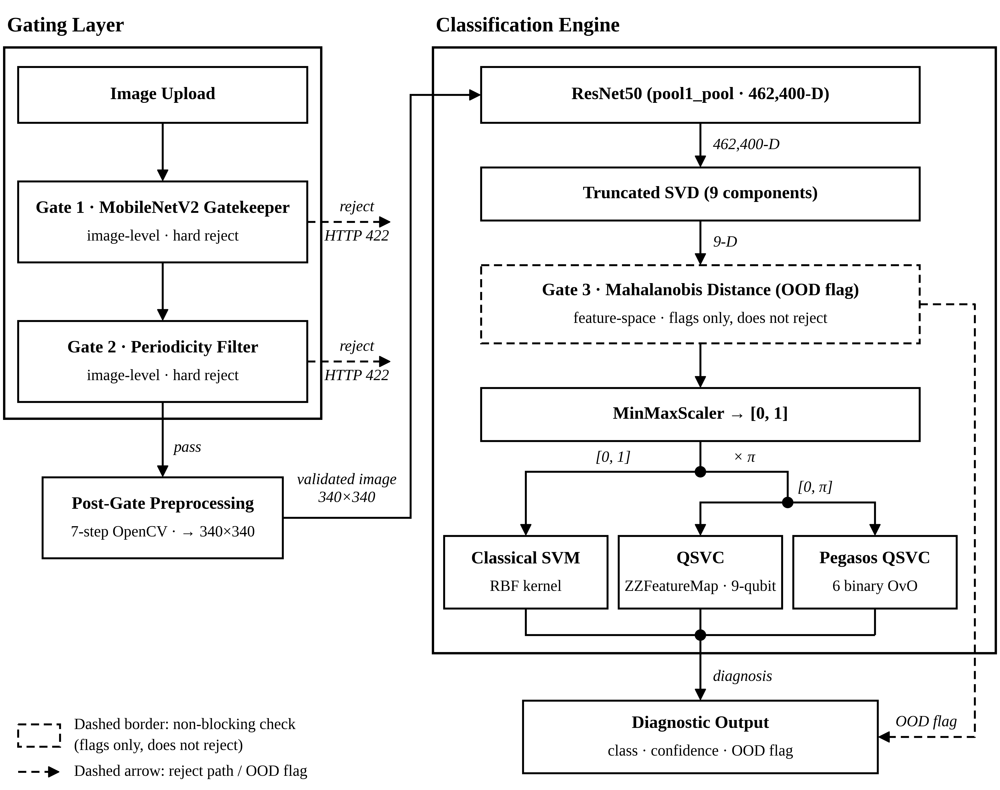 Gating Layer
Image Upload
Gate 1 · MobileNetV2 Gatekeeper
image-level · hard reject
reject
HTTP 422
Gate 2 · Periodicity Filter
image-level · hard reject
reject
HTTP 422
pass
Post-Gate Preprocessing
7-step OpenCV · → 340×340
validated image
340×340
Classification Engine
ResNet50 (pool1_pool · 462,400-D)
462,400-D
Truncated SVD (9 components)
9-D
Gate 3 · Mahalanobis Distance (OOD flag)
feature-space · flags only, does not reject
MinMaxScaler → [0, 1]
[0, 1]
× π
[0, π]
Classical SVM
RBF kernel
QSVC
ZZFeatureMap · 9-qubit
Pegasos QSVC
6 binary OvO
diagnosis
Diagnostic Output
class · confidence · OOD flag
OOD flag
Dashed border: non-blocking check
(flags only, does not reject)
Dashed arrow: reject path / OOD flag